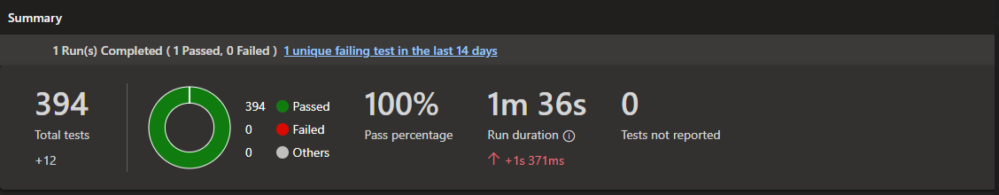 Summary
1 Run(s) Completed ( 1 Passed, 0 Failed ) 1 unique failing test in the last 14 days
394
Total tests
+12
394 Passed
0 Failed
0 Others
100%
Pass percentage
1m 36s
Run duration
+1s 371ms
0
Tests not reported